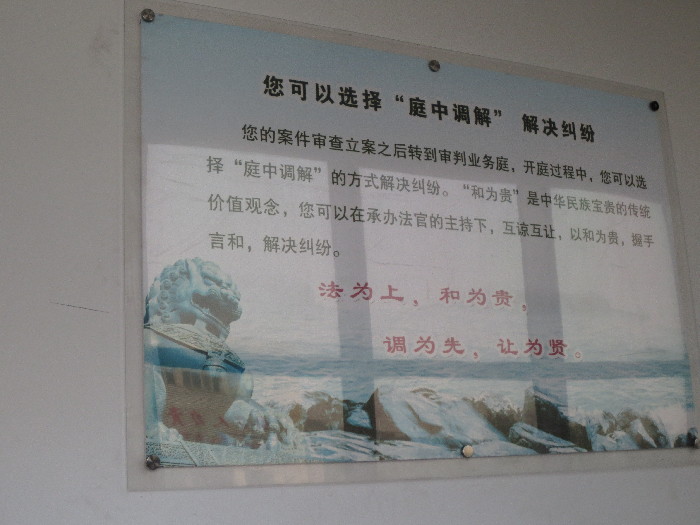 您可以选择“庭中调解” 解决纠纷
您的案件审查立案之后转到审判业务庭，开庭过程中，您可以选
择“庭中调解”的方式解决纠纷。“和为贵”是中华民族宝贵的传统
价值观念，您可以在承办法官的主持下，互谅互让，以和为贵，握手
言和，解决纠纷。
法为上，和为贵，
调为先，让为贤。